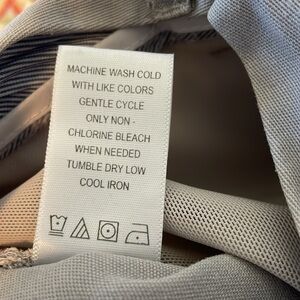 MACHINE WASH COLD
WITH LIKE COLORS
GENTLE CYCLE
ONLY NON -
CHLORINE BLEACH
WHEN NEEDED
TUMBLE DRY LOW
COOL IRON